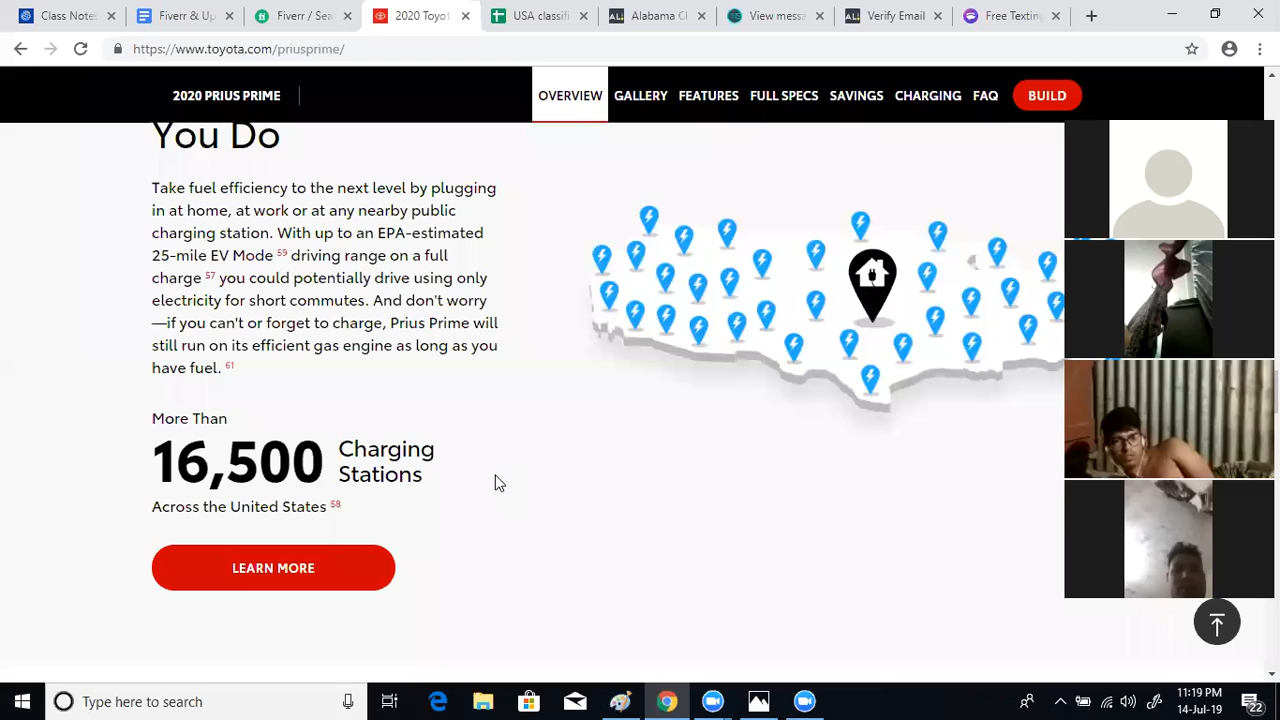 Class Notes
Fiverr & Up
Fiverr / Sea
2020 Toyo
USA classifi
Alabama Ci
View mess
Verify Email
Free Textin
https://www.toyota.com/priusprime/
2020 PRIUS PRIME
OVERVIEW GALLERY FEATURES FULL SPECS SAVINGS CHARGING FAQ BUILD
You Do
Take fuel efficiency to the next level by plugging
in at home, at work or at any nearby public
charging station. With up to an EPA-estimated
25-mile EV Mode 59 driving range on a full
charge 57 you could potentially drive using only
electricity for short commutes. And don't worry
—if you can't or forget to charge, Prius Prime will
still run on its efficient gas engine as long as you
have fuel. 61
More Than
16,500 Charging
Stations
Across the United States 58
LEARN MORE
Type here to search
11:19 PM
14-Jul-19
22